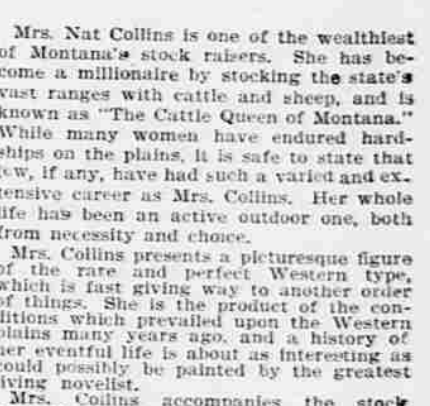 Mrs. Nat Collins is one of the wealthiest
of Montana's stock raisers. She has be-
come a millionaire by stocking the state's
vast ranges with cattle and sheep, and is
known as "The Cattle Queen of Montana."
While many women have endured hard-
ships on the plains, it is safe to state that
few, if any, have had such a varied and ex-
tensive career as Mrs. Collins. Her whole
life has been an active outdoor one, both
from necessity and choice.
Mrs. Collins presents a picturesque figure
of the rare and perfect Western type,
which is fast giving way to another order
of things. She is the product of the con-
ditions which prevailed upon the Western
plains many years ago, and a history of
her eventful life is about as interesting as
could possibly be painted by the greatest
living novelist.
Mrs. Collins accompanies the stock